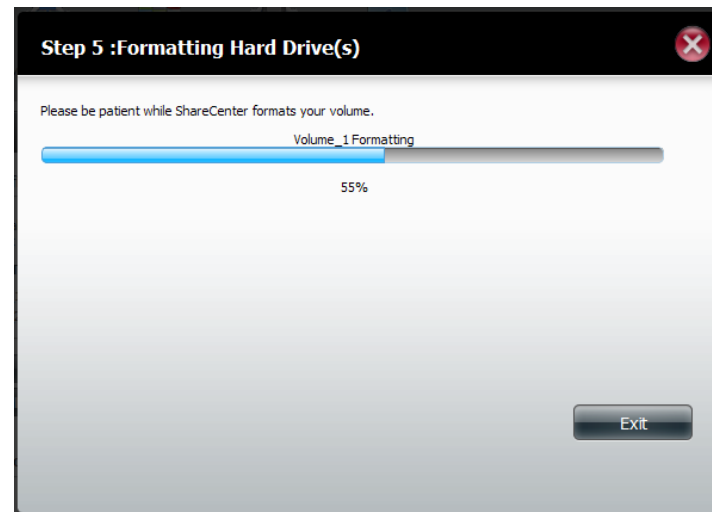 Step 5 :Formatting Hard Drive(s)
Please be patient while ShareCenter formats your volume.
Volume_1 Formatting
55%
Exit